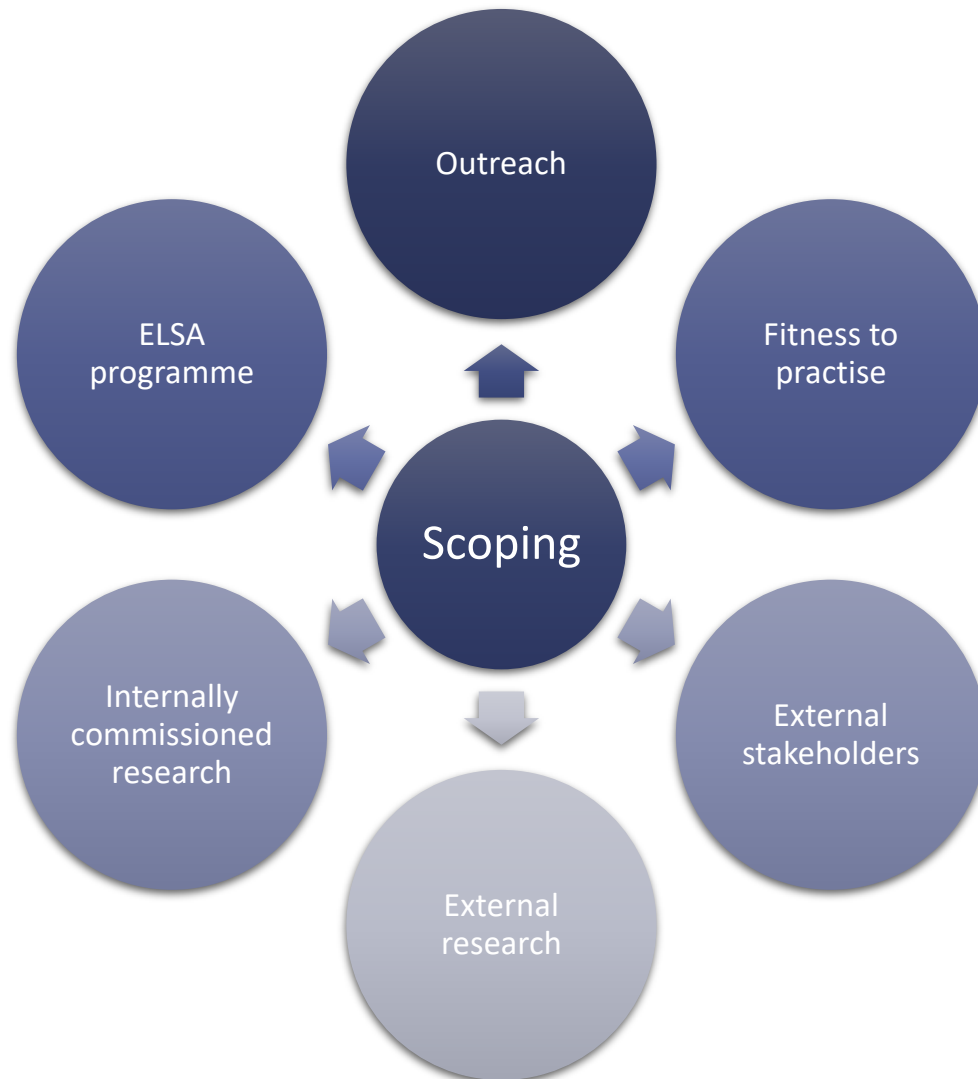 Outreach
ELSA
programme
Fitness to
practise
Scoping
Internally
commissioned
research
External
stakeholders
External
research